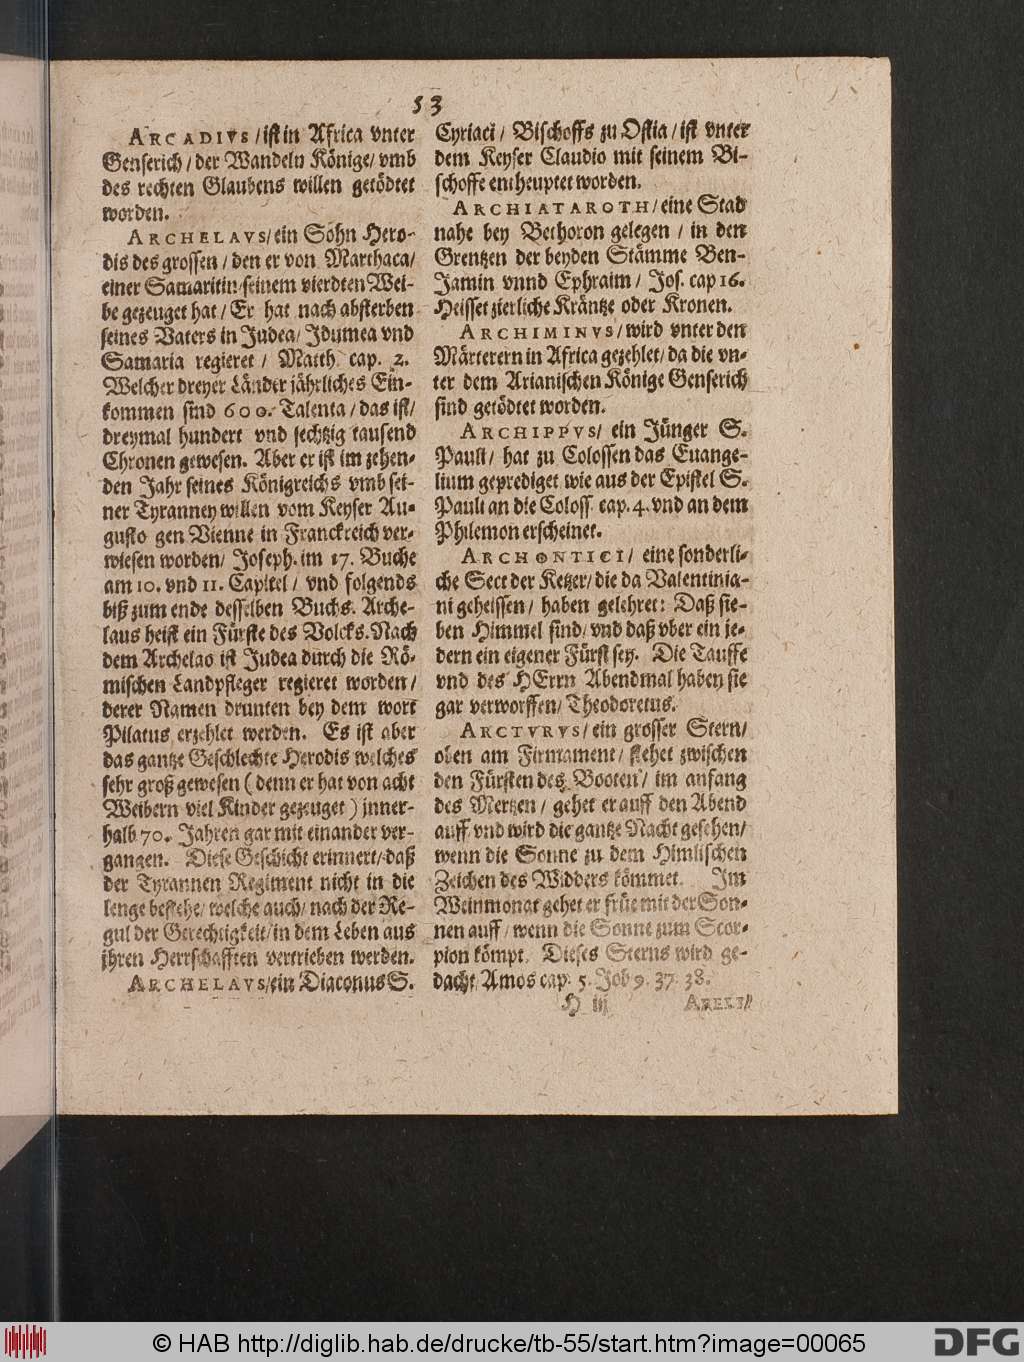 53
ARCADIVS / ist in Africa vnter
Genserich / der Wandeln Könige / vmb
des rechten Glaubens willen getödtet
worden.
ARCHELAVS / ein Sohn Hero-
dis des grossen / den er von Marthaca /
einer Samaritin / seinem vierdten Wei-
be gezeuget hat / Er hat nach absterben
seines Vaters in Judea / Idumea vnd
Samaria regieret / Matth. cap. 2.
Welcher dreyer Länder jährliches Ein-
kommen sind 600. Talenta / das ist /
dreymal hundert vnd sechtzig tausend
Chronen gewesen. Aber er ist im zehen-
den Jahr seines Königreichs vmb sei-
ner Tyranney willen vom Keyser Au-
gusto gen Vienne in Franckreich ver-
wiesen worden / Joseph. im 17. Buche
am 10. vnd 11. Capitel / vnd folgends
biß zum ende desselben Buchs. Arche-
laus heist ein Fürste des Volcks. Nach
dem Archelao ist Judea durch die Rö-
mischen Landpfleger regieret worden /
derer Namen drunten bey dem wort
Pilatus erzehlet werden. Es ist aber
das gantze Geschlechte Herodis welches
sehr groß gewesen ( denn er hat von acht
Weibern viel Kinder gezeuget ) inner-
halb 70. Jahren gar mit einander ver-
gangen. Diese Geschicht erinnert / daß
der Tyrannen Regiment nicht in die
lenge bestehe / welche auch / nach der Re-
gul der Gerechtigkeit / in dem Leben aus
jhren Herrschafften vertrieben werden.
ARCHELAVS / ein Diaconus S.
Cyriaci / Bischoffs zu Ostia / ist vnter
dem Keyser Claudio mit seinem Bi-
schoffe entheuptet worden.
ARCHIATAROTH / eine Stad
nahe bey Bethoron gelegen / in den
Grentzen der beyden Stämme Ben-
Jamin vnnd Ephraim / Jos. cap 16.
Heisset zierliche Kräntze oder Kronen.
ARCHIMINVS / wird vnter den
Märterern in Africa gezehlet / da die vn-
ter dem Arianischen Könige Genserich
sind getödtet worden.
ARCHIPPVS / ein Jünger S.
Pauli / hat zu Colossen das Euange-
lium geprediget wie aus der Epistel S.
Pauli an die Coloss. cap. 4. vnd an dem
Philemon erscheinet.
ARCHONTICI / eine sonderli-
che Sect der Ketzer / die da Valentinia-
ni geheissen / haben gelehret: Daß sie-
ben Himmel sind / vnd daß vber ein je-
dern ein eigener Fürst sey. Die Tauffe
vnd des HErrn Abendmal haben sie
gar verworffen / Theodoretus.
ARCTVRVS / ein grosser Stern /
oben am Firmament / stehet zwischen
den Fürsten des Booten / im anfang
des Mertzen / gehet er auff den Abend
auff vnd wird die gantze Nacht gesehen /
wenn die Sonne zu dem Himlischen
Zeichen des Widders kömmet. Im
Weinmonat gehet er früe mit der Son-
nen auff / wenn die Sonne zum Scor-
pion kömpt. Dieses Sterns wird ge-
dacht / Amos cap. 5. Job 9. 37. 38.
H iij
© HAB http://diglib.hab.de/drucke/tb-55/start.htm?image=00065
DFG